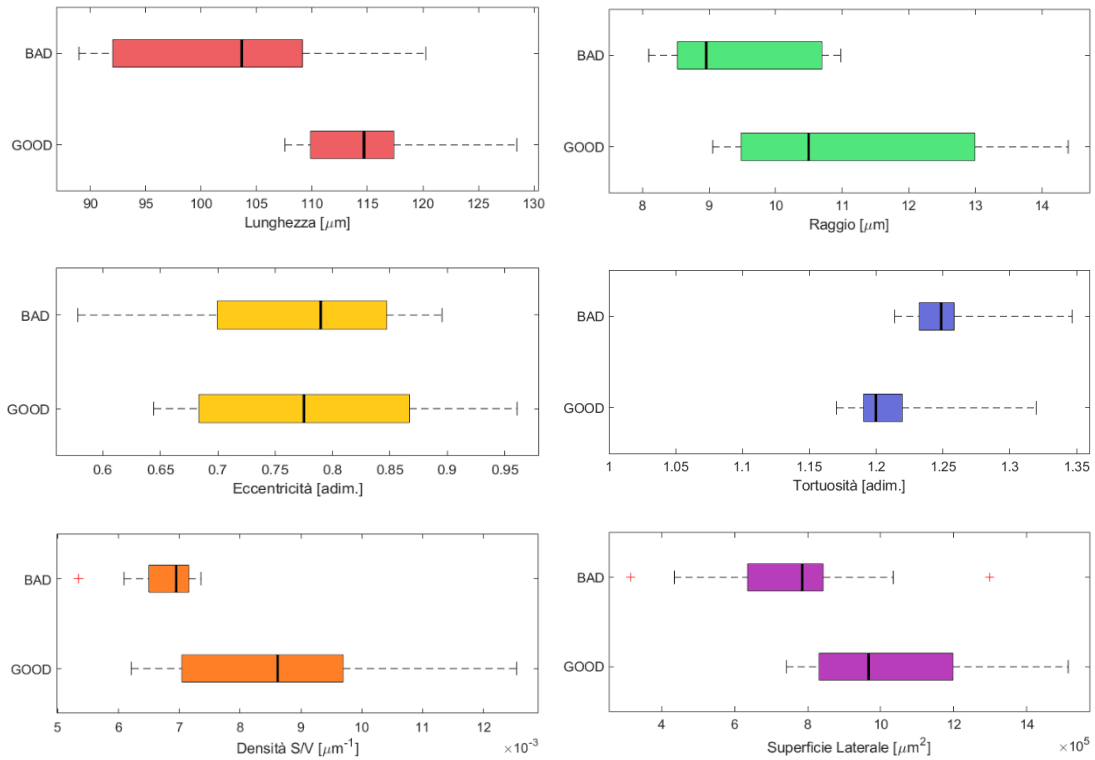 BAD
GOOD
90 95 100 105 110 115 120 125 130
Lunghezza [μm]
BAD
GOOD
8 9 10 11 12 13 14
Raggio [μm]
BAD
GOOD
0.6 0.65 0.7 0.75 0.8 0.85 0.9 0.95
Eccentricità [adim.]
BAD
GOOD
1 1.05 1.1 1.15 1.2 1.25 1.3 1.35
Tortuosità [adim.]
BAD
GOOD
5 6 7 8 9 10 11 12
Densità S/V [μm⁻¹] ×10⁻³
BAD
GOOD
4 6 8 10 12 14
Superficie Laterale [μm²] ×10⁵